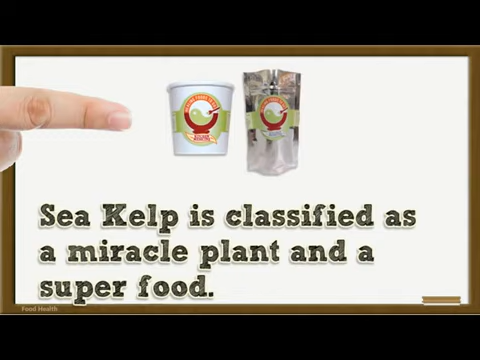 Sea Kelp is classified as
a miracle plant and a
super food.
Food Health